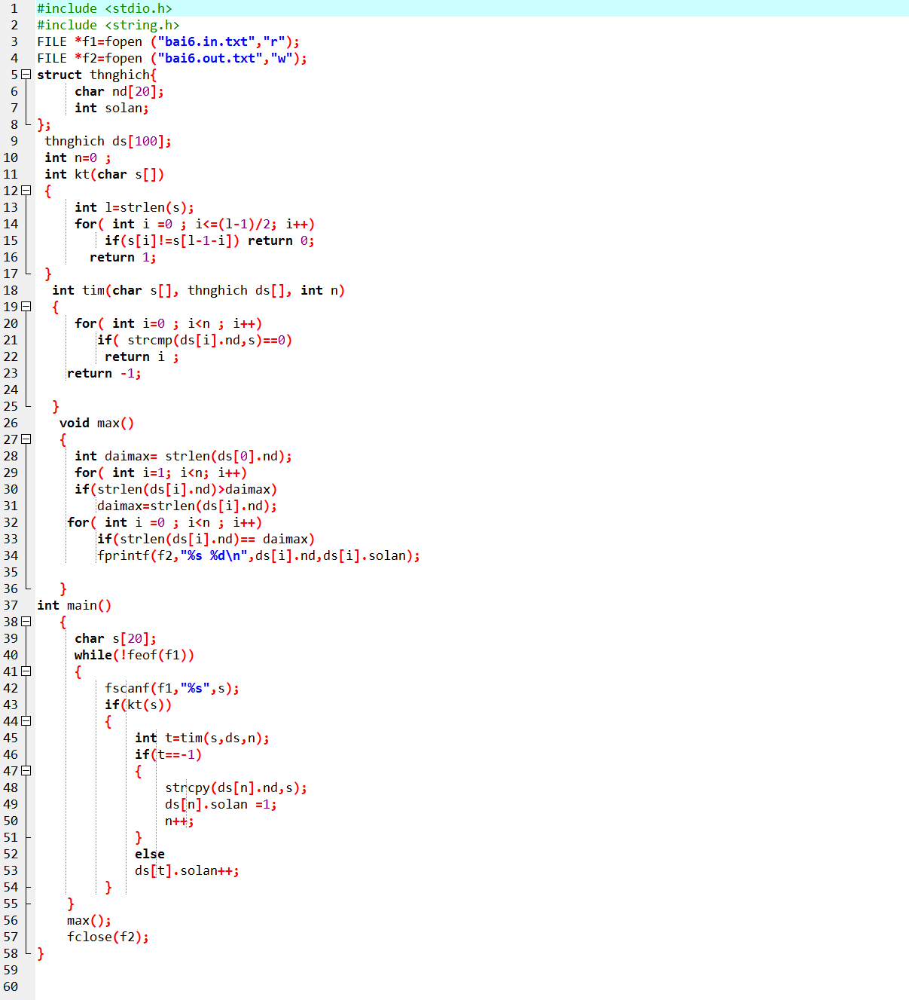 1 #include <stdio.h>
2 #include <string.h>
3 FILE *f1=fopen ("bai6.in.txt","r");
4 FILE *f2=fopen ("bai6.out.txt","w");
5 struct thnghich{
6 char nd[20];
7 int solan;
8 };
9 thnghich ds[100];
10 int n=0 ;
11 int kt(char s[])
12 {
13 int l=strlen(s);
14 for( int i =0 ; i<=(l-1)/2; i++)
15 if(s[i]!=s[l-1-i]) return 0;
16 return 1;
17 }
18 int tim(char s[], thnghich ds[], int n)
19 {
20 for( int i=0 ; i<n ; i++)
21 if( strcmp(ds[i].nd,s)==0)
22 return i ;
23 return -1;
24
25 }
26 void max()
27 {
28 int daimax= strlen(ds[0].nd);
29 for( int i=1; i<n; i++)
30 if(strlen(ds[i].nd)>daimax)
31 daimax=strlen(ds[i].nd);
32 for( int i =0 ; i<n ; i++)
33 if(strlen(ds[i].nd)== daimax)
34 fprintf(f2,"%s %d\n",ds[i].nd,ds[i].solan);
35
36 }
37 int main()
38 {
39 char s[20];
40 while(!feof(f1))
41 {
42 fscanf(f1,"%s",s);
43 if(kt(s))
44 {
45 int t=tim(s,ds,n);
46 if(t==-1)
47 {
48 strcpy(ds[n].nd,s);
49 ds[n].solan =1;
50 n++;
51 }
52 else
53 ds[t].solan++;
54 }
55 }
56 max();
57 fclose(f2);
58 }
59
60